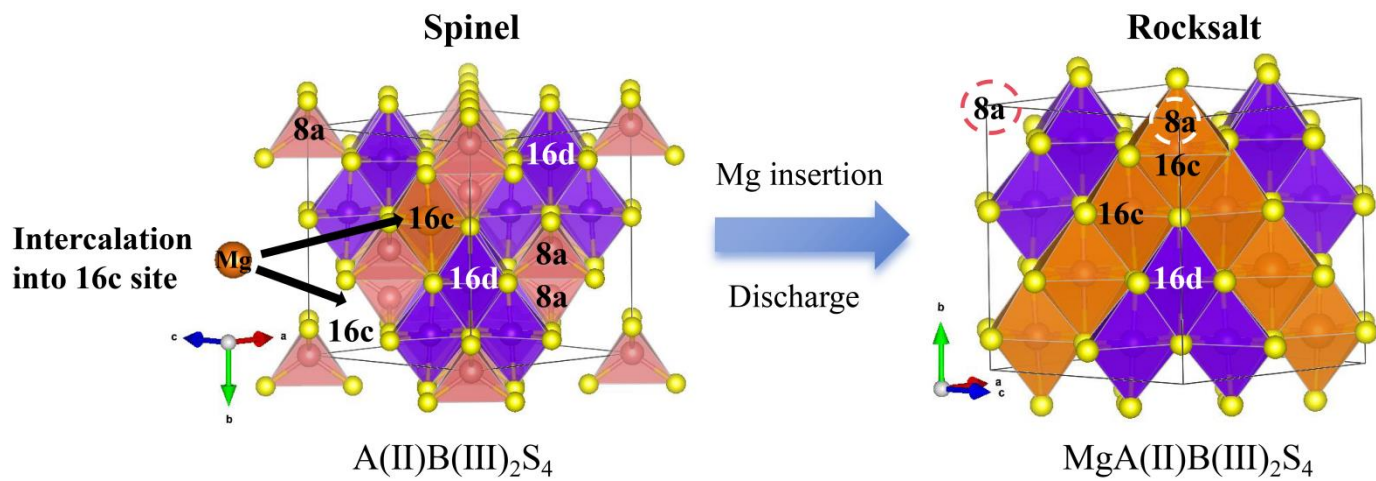 Spinel
Rocksalt
8a
16d
16c
8a
16d
8a
16c
Intercalation
into 16c site
Mg
c
a
b
A(II)B(III)₂S₄
Mg insertion
Discharge
8a
8a
16c
16c
16d
b
a
c
MgA(II)B(III)₂S₄